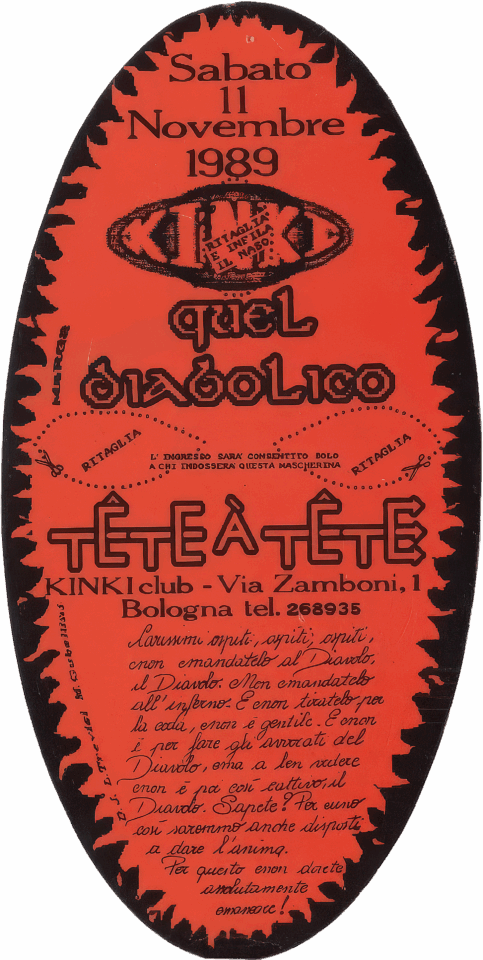 Sabato
11
Novembre
1989
KINKI
RITAGLIA
E INFILA
IL NASO
quel
diabolico
RITAGLIA
L' INGRESSO SARA' CONSENTITO SOLO
A CHI INDOSSERA' QUESTA MASCHERINA
RITAGLIA
TÊTE À TÊTE
KINKI club - Via Zamboni, 1
Bologna tel. 268935
Carissimi ospiti, ospiti, ospiti,
non mandatelo al Diavolo,
il Diavolo. Non mandatelo
all'inferno. E non tiratelo per
la coda, non è gentile. E non
è per fare gli avvocati del
Diavolo, ma a ben vedere
non è poi così cattivo, il
Diavolo. Sapete? Per uno
così saremmo anche disposti
a dare l'anima.
Per questo non dovete
assolutamente
mancare!